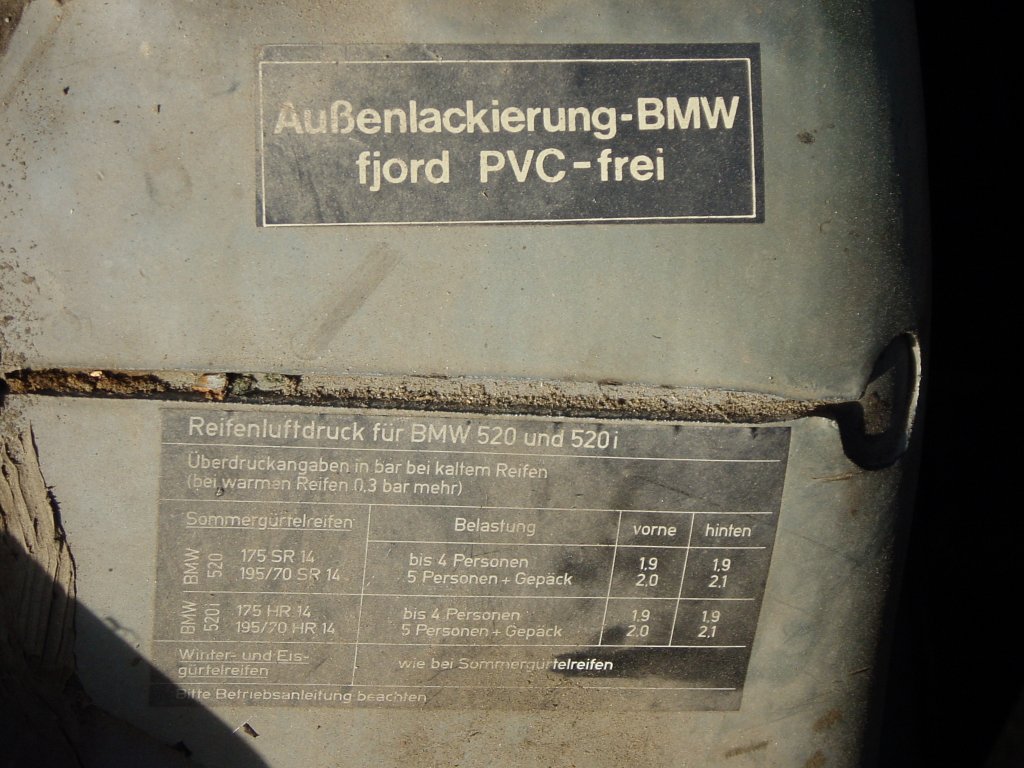 Außenlackierung-BMW
fjord PVC-frei
Reifenluftdruck für BMW 520 und 520i
Überdruckangaben in bar bei kaltem Reifen
(bei warmen Reifen 0,3 bar mehr)
Sommergürtelreifen Belastung vorne hinten
BMW 520 175 SR 14 bis 4 Personen 1.9 1.9
195/70 SR 14 5 Personen + Gepäck 2.0 2.1
BMW 520i 175 HR 14 bis 4 Personen 1.9 1.9
195/70 HR 14 5 Personen + Gepäck 2.0 2.1
Winter- und Eis-
gürtelreifen wie bei Sommergürtelreifen
Bitte Betriebsanleitung beachten